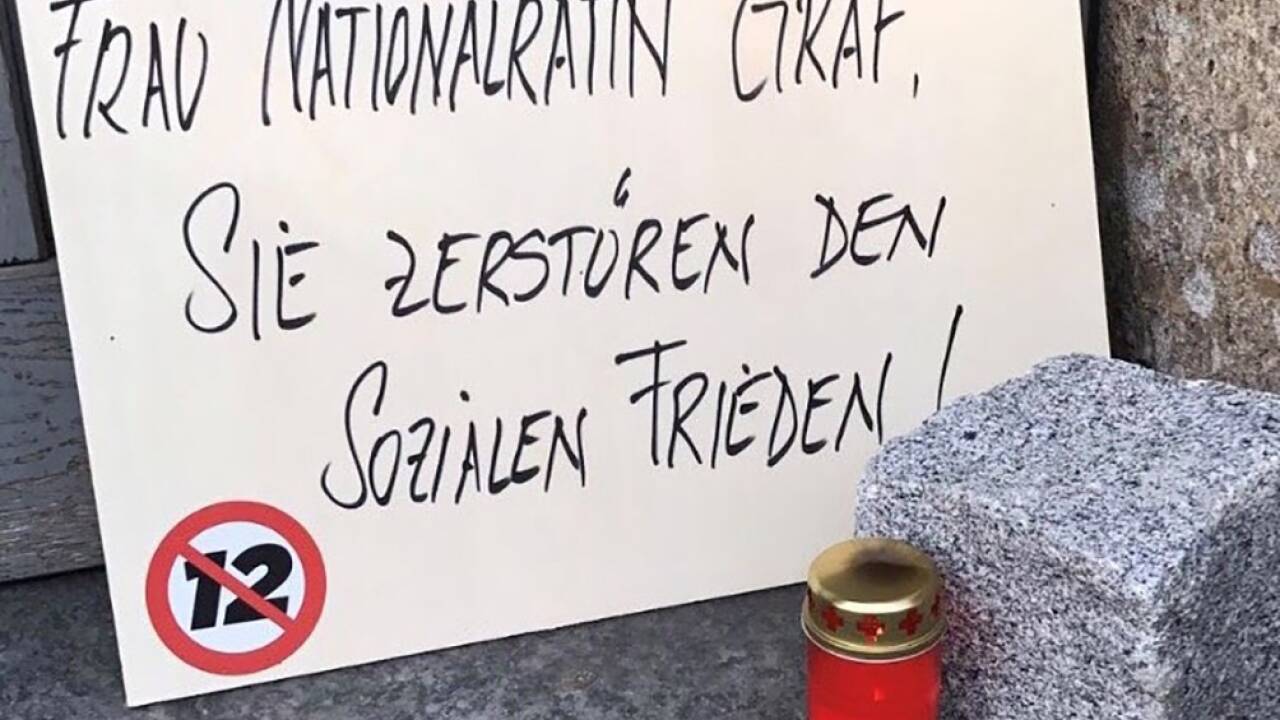 FRAU NATIONALRATIN GRAF,
SIE ZERSTÖREN DEN
SOZIALEN FRIEDEN!
12